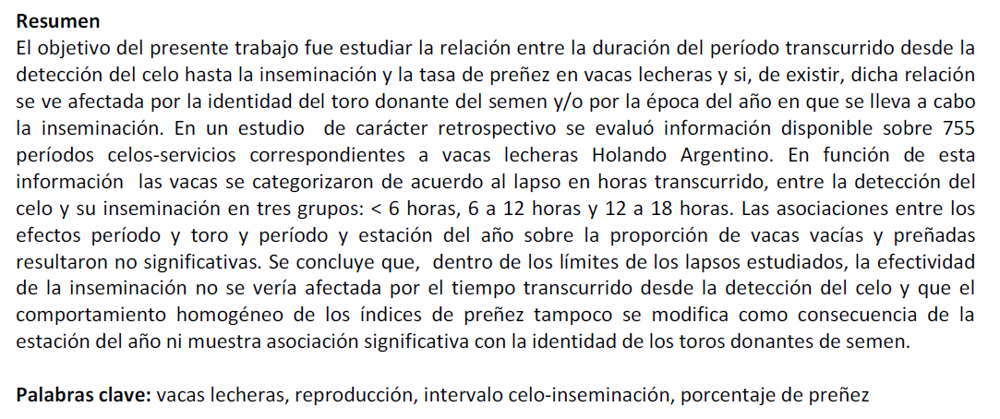 Resumen
El objetivo del presente trabajo fue estudiar la relación entre la duración del período transcurrido desde la
detección del celo hasta la inseminación y la tasa de preñez en vacas lecheras y si, de existir, dicha relación
se ve afectada por la identidad del toro donante del semen y/o por la época del año en que se lleva a cabo
la inseminación. En un estudio  de carácter retrospectivo se evaluó información disponible sobre 755
períodos celos-servicios correspondientes a vacas lecheras Holando Argentino. En función de esta
información  las vacas se categorizaron de acuerdo al lapso en horas transcurrido, entre la detección del
celo y su inseminación en tres grupos: < 6 horas, 6 a 12 horas y 12 a 18 horas. Las asociaciones entre los
efectos período y toro y período y estación del año sobre la proporción de vacas vacías y preñadas
resultaron no significativas. Se concluye que,  dentro de los límites de los lapsos estudiados, la efectividad
de la inseminación no se vería afectada por el tiempo transcurrido desde la detección del celo y que el
comportamiento homogéneo de los índices de preñez tampoco se modifica como consecuencia de la
estación del año ni muestra asociación significativa con la identidad de los toros donantes de semen.
Palabras clave: vacas lecheras, reproducción, intervalo celo-inseminación, porcentaje de preñez